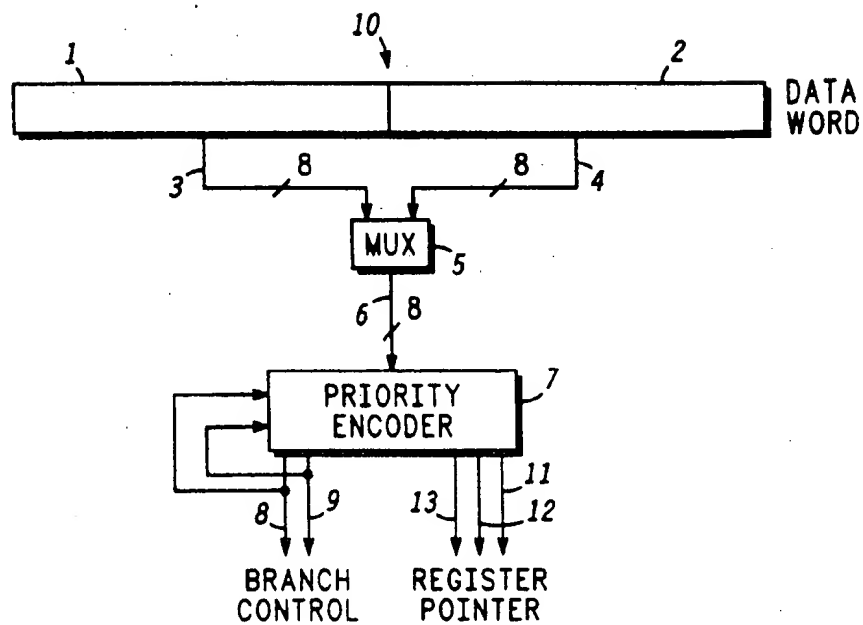 10
1
2
DATA
WORD
3
8
8
4
MUX
5
6
8
PRIORITY
ENCODER
7
8
9
13
12
11
BRANCH
CONTROL
REGISTER
POINTER